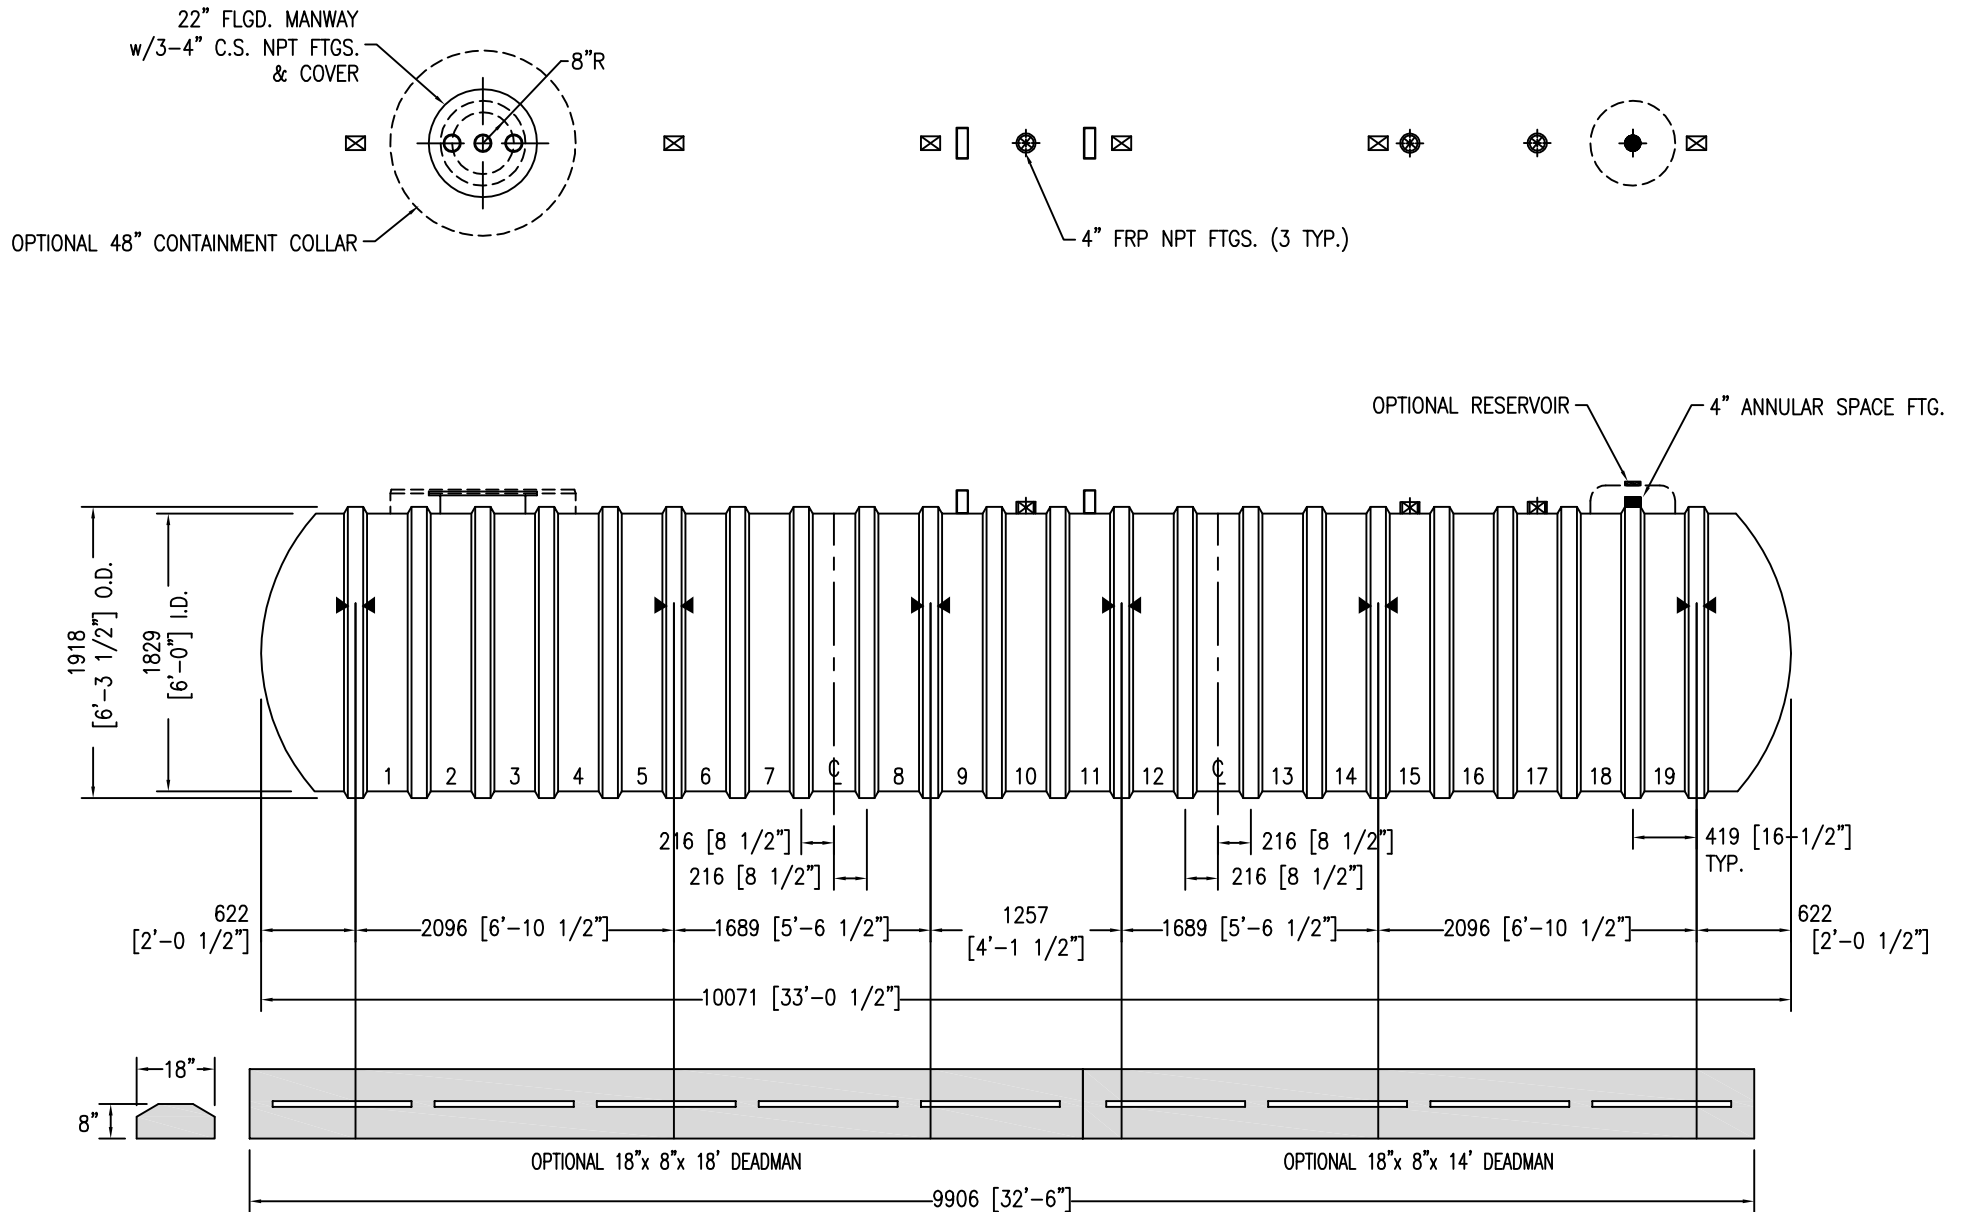 22" FLGD. MANWAY
w/3-4" C.S. NPT FTGS.
& COVER
8"R
OPTIONAL 48" CONTAINMENT COLLAR
4" FRP NPT FTGS. (3 TYP.)
OPTIONAL RESERVOIR
4" ANNULAR SPACE FTG.
1918
[6'-3 1/2"] O.D.
1829
[6'-0"] I.D.
1 2 3 4 5 6 7 ℄ 8 9 10 11 12 ℄ 13 14 15 16 17 18 19
216 [8 1/2"]
216 [8 1/2"]
419 [16-1/2"]
TYP.
216 [8 1/2"]
216 [8 1/2"]
622
[2'-0 1/2"]
2096 [6'-10 1/2"]
1689 [5'-6 1/2"]
1257
[4'-1 1/2"]
1689 [5'-6 1/2"]
2096 [6'-10 1/2"]
622
[2'-0 1/2"]
10071 [33'-0 1/2"]
18"
8"
OPTIONAL 18"x 8"x 18' DEADMAN
OPTIONAL 18"x 8"x 14' DEADMAN
9906 [32'-6"]